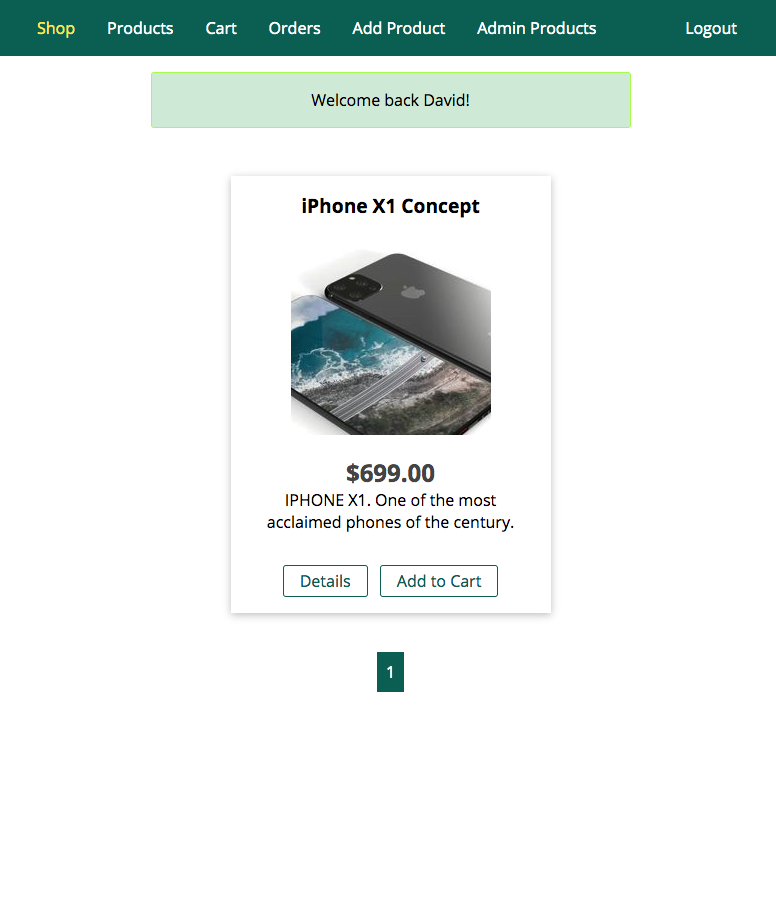 Shop Products Cart Orders Add Product Admin Products Logout
Welcome back David!
iPhone X1 Concept
$699.00
IPHONE X1. One of the most
acclaimed phones of the century.
Details Add to Cart
1